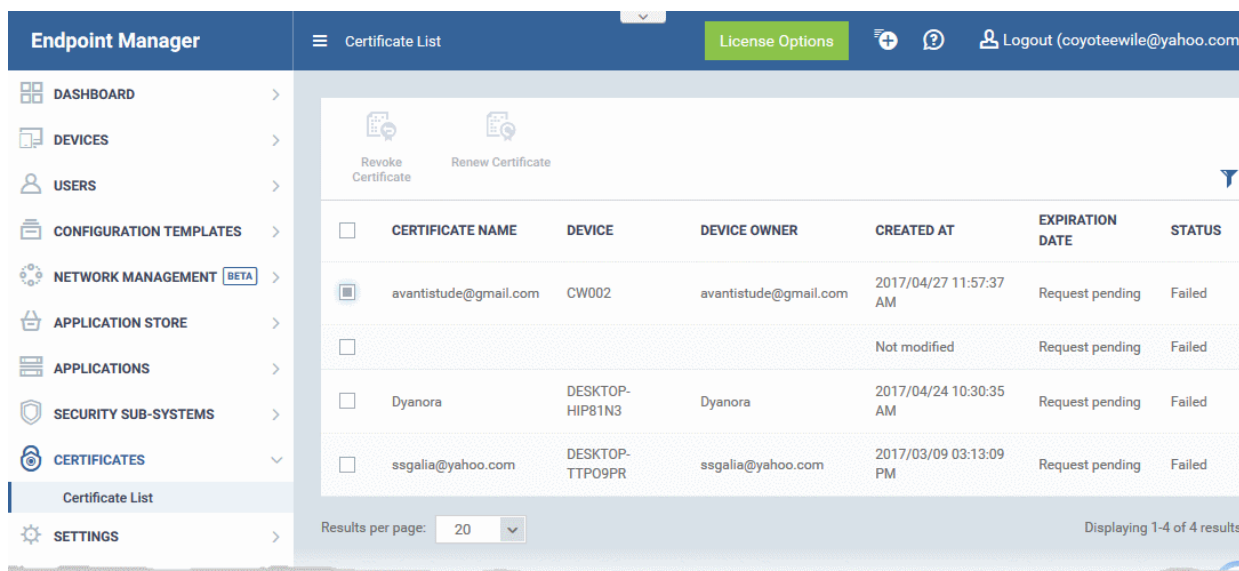 Endpoint Manager
Certificate List
License Options
Logout (coyoteewile@yahoo.com
DASHBOARD
DEVICES
USERS
CONFIGURATION TEMPLATES
NETWORK MANAGEMENT BETA
APPLICATION STORE
APPLICATIONS
SECURITY SUB-SYSTEMS
CERTIFICATES
Certificate List
SETTINGS
Revoke
Certificate
Renew Certificate
CERTIFICATE NAME DEVICE DEVICE OWNER CREATED AT EXPIRATION DATE STATUS
avantistude@gmail.com CW002 avantistude@gmail.com 2017/04/27 11:57:37 AM Request pending Failed
Not modified Request pending Failed
Dyanora DESKTOP-HIP81N3 Dyanora 2017/04/24 10:30:35 AM Request pending Failed
ssgalia@yahoo.com DESKTOP-TTPO9PR ssgalia@yahoo.com 2017/03/09 03:13:09 PM Request pending Failed
Results per page: 20
Displaying 1-4 of 4 results